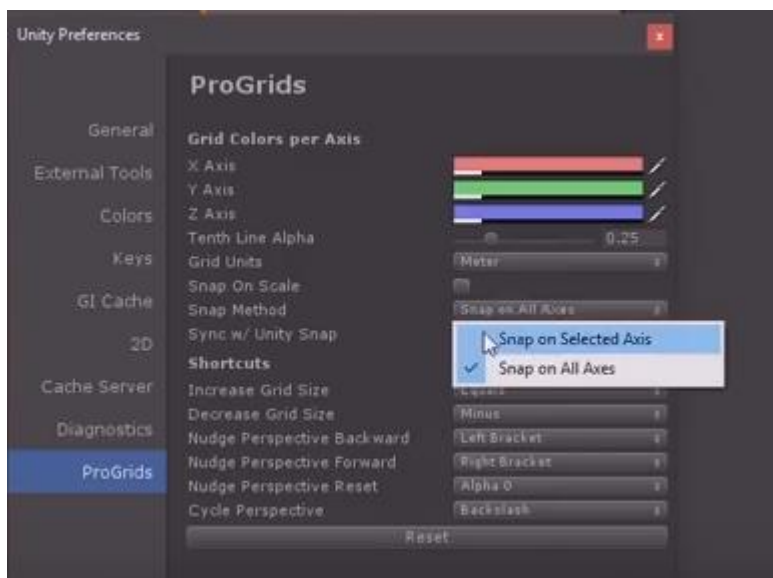 Unity Preferences
x
ProGrids
General
External Tools
Colors
Keys
GI Cache
2D
Cache Server
Diagnostics
ProGrids
Grid Colors per Axis
X Axis
Y Axis
Z Axis
Tenth Line Alpha 0.25
Grid Units Meter
Snap On Scale
Snap Method Snap on All Axes
Sync w/ Unity Snap
Snap on Selected Axis
Snap on All Axes
Shortcuts
Increase Grid Size Equals
Decrease Grid Size Minus
Nudge Perspective Backward Left Bracket
Nudge Perspective Forward Right Bracket
Nudge Perspective Reset Alpha 0
Cycle Perspective Backslash
Reset